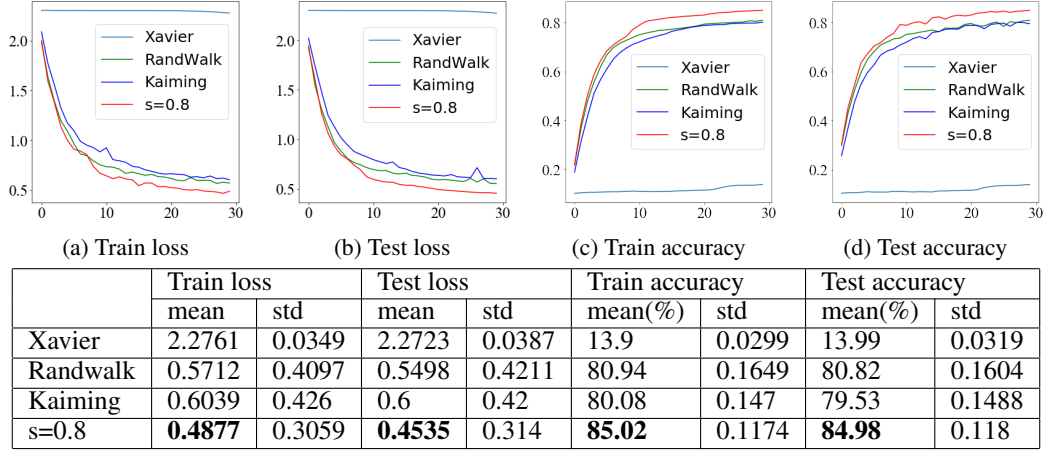 2.0
1.5
1.0
0.5
0
10
20
30
Xavier
RandWalk
Kaiming
s=0.8
(a) Train loss
2.0
1.5
1.0
0.5
0
10
20
30
Xavier
RandWalk
Kaiming
s=0.8
(b) Test loss
0.8
0.6
0.4
0.2
0
10
20
30
Xavier
RandWalk
Kaiming
s=0.8
(c) Train accuracy
0.8
0.6
0.4
0.2
0
10
20
30
Xavier
RandWalk
Kaiming
s=0.8
(d) Test accuracy
Train loss Test loss Train accuracy Test accuracy
mean std mean std mean(%) std mean(%) std
Xavier 2.2761 0.0349 2.2723 0.0387 13.9 0.0299 13.99 0.0319
Randwalk 0.5712 0.4097 0.5498 0.4211 80.94 0.1649 80.82 0.1604
Kaiming 0.6039 0.426 0.6 0.42 80.08 0.147 79.53 0.1488
s=0.8 0.4877 0.3059 0.4535 0.314 85.02 0.1174 84.98 0.118